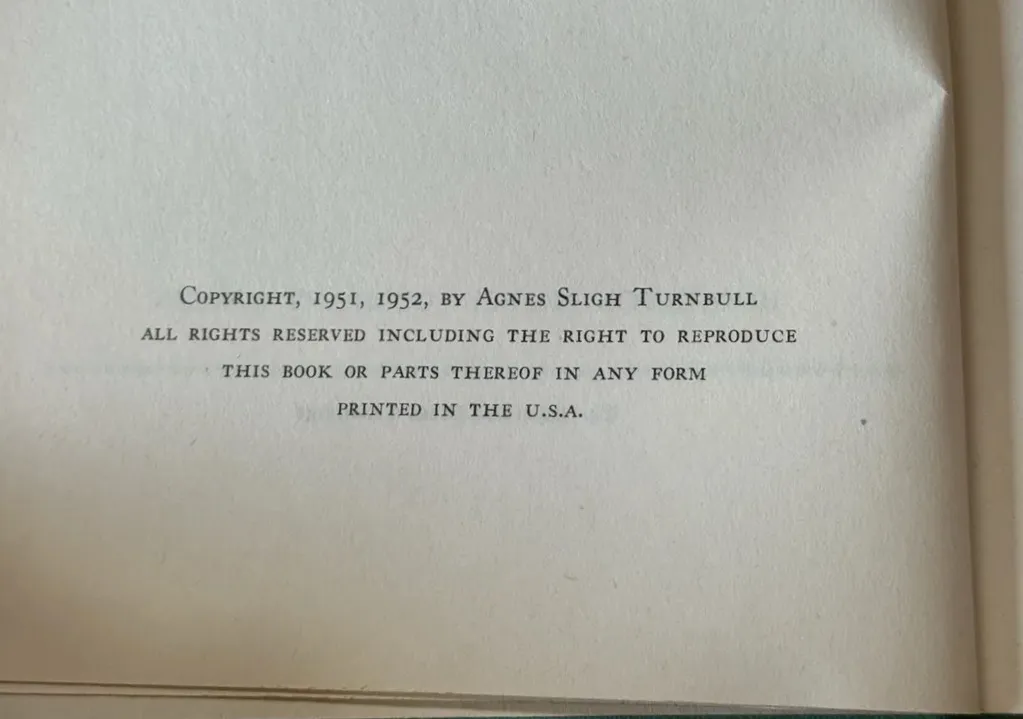 Copyright, 1951, 1952, by Agnes Sligh Turnbull
all rights reserved including the right to reproduce
this book or parts thereof in any form
printed in the u.s.a.